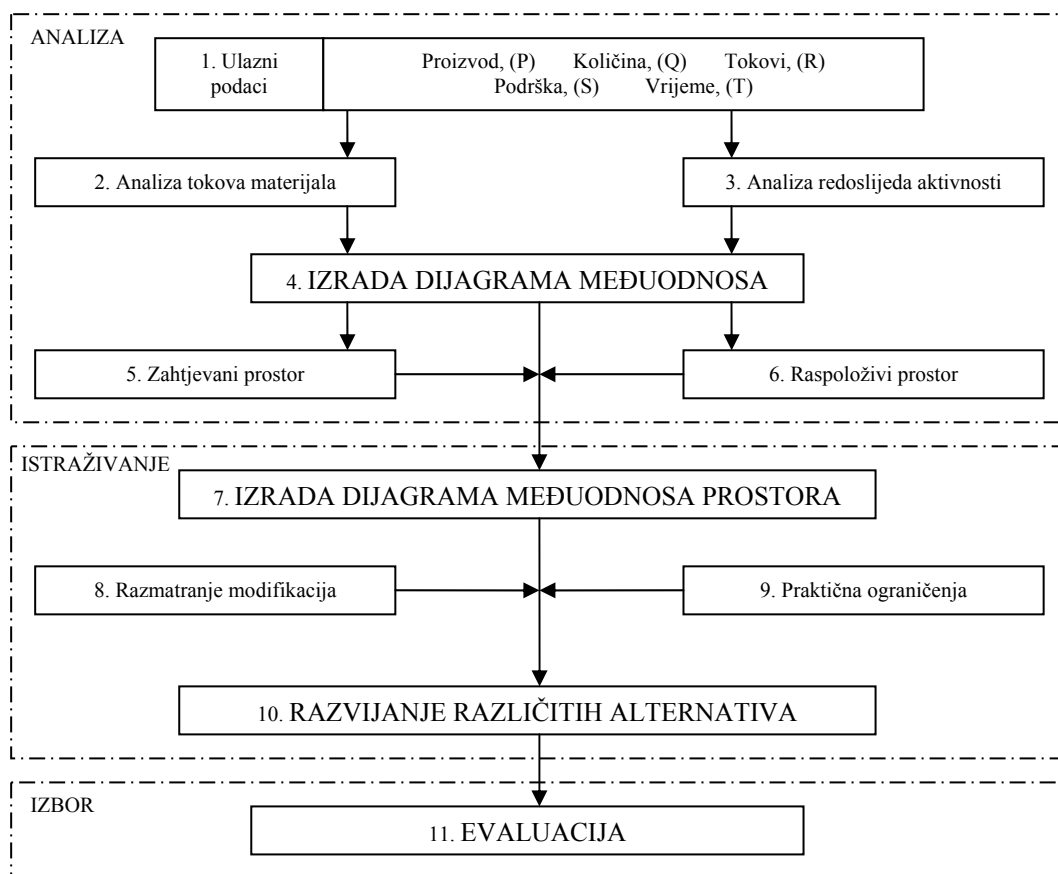 ANALIZA
1. Ulazni
podaci
Proizvod, (P) Količina, (Q) Tokovi, (R)
Podrška, (S) Vrijeme, (T)
2. Analiza tokova materijala
3. Analiza redoslijeda aktivnosti
4. IZRADA DIJAGRAMA MEĐUODNOSA
5. Zahtjevani prostor
6. Raspoloživi prostor
ISTRAŽIVANJE
7. IZRADA DIJAGRAMA MEĐUODNOSA PROSTORA
8. Razmatranje modifikacija
9. Praktična ograničenja
10. RAZVIJANJE RAZLIČITIH ALTERNATIVA
IZBOR
11. EVALUACIJA